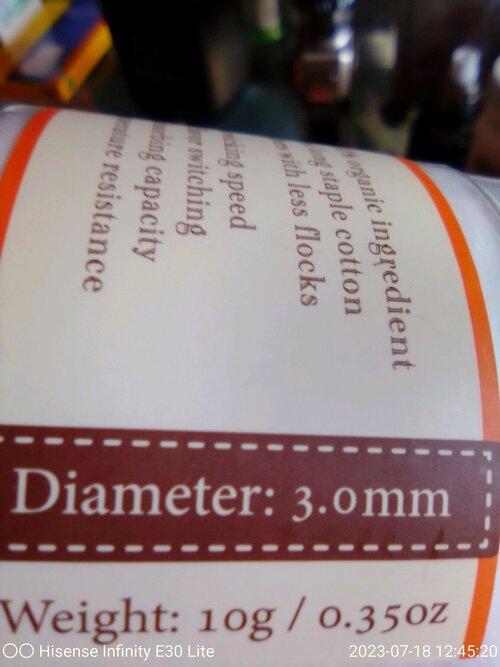 organic ingredient
staple cotton
with less flocks
speed
switching
capacity
resistance
Diameter: 3.0mm
Weight: 10g / 0.35oz
Hisense Infinity E30 Lite
2023-07-18 12:45:20